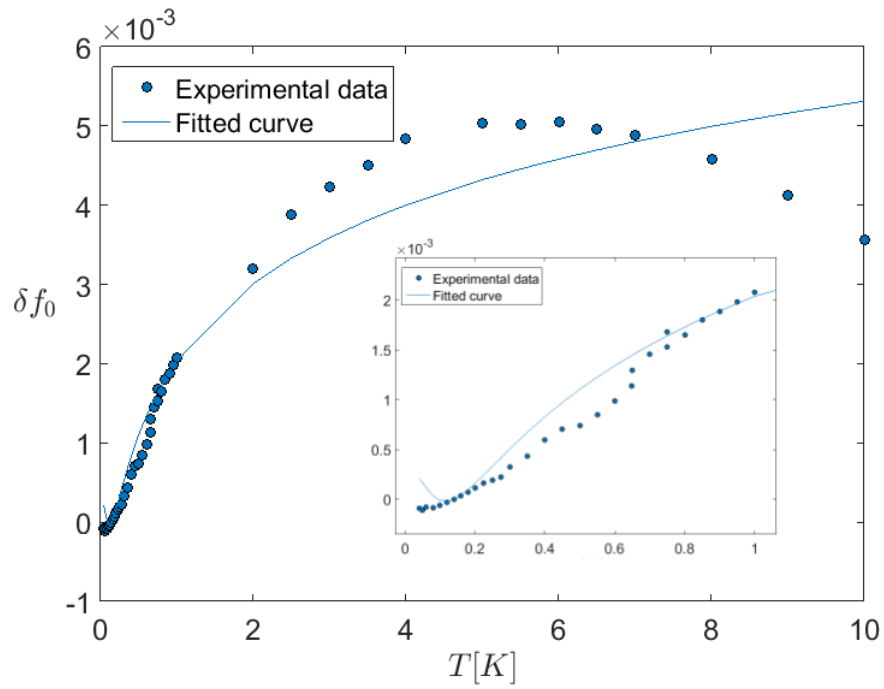 ×10⁻³
6
5
4
3
2
1
0
-1
δf₀
Experimental data
Fitted curve
×10⁻³
2
1.5
1
0.5
0
Experimental data
Fitted curve
0 0.2 0.4 0.6 0.8 1
0 2 4 6 8 10
T[K]